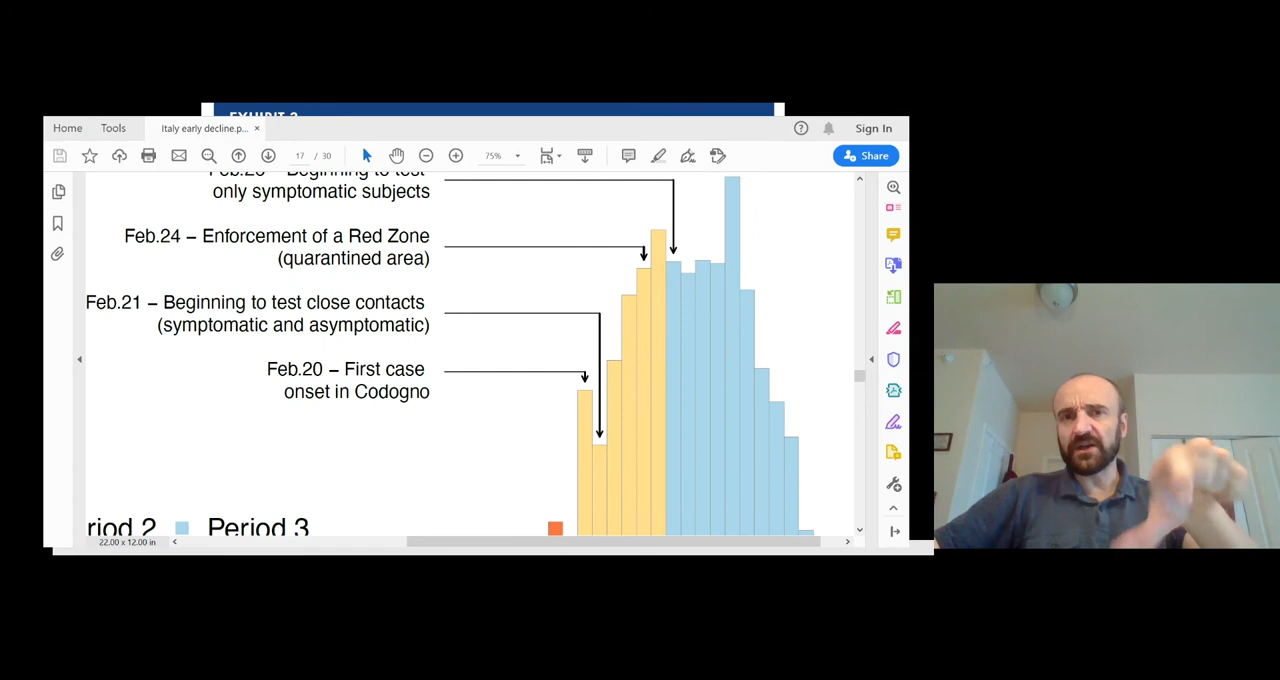 EXHIBIT 2
Home Tools Italy early decline.p... × Sign In
17 / 30 75% Share
only symptomatic subjects
Feb.24 – Enforcement of a Red Zone
(quarantined area)
Feb.21 – Beginning to test close contacts
(symptomatic and asymptomatic)
Feb.20 – First case
onset in Codogno
riod 2 Period 3
22.00 x 12.00 in